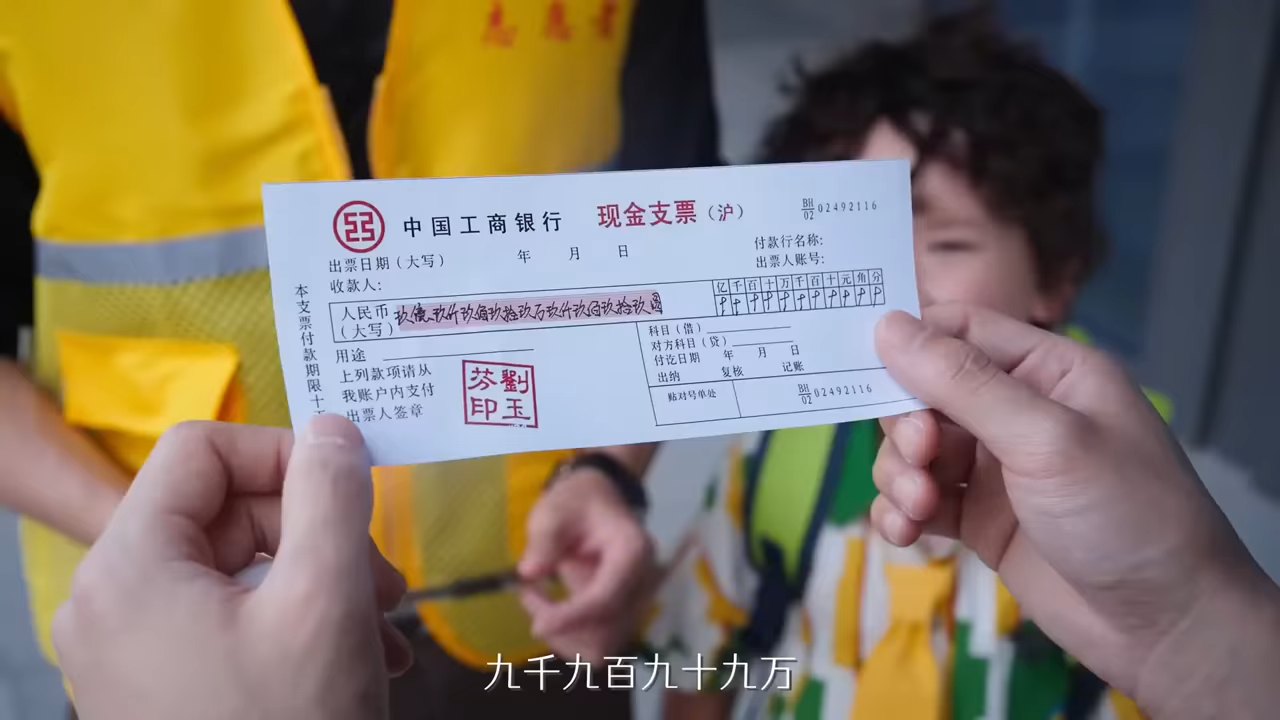 志愿者
中国工商银行 现金支票（沪） BII 02 02492116
出票日期（大写） 年 月 日 付款行名称:
收款人: 出票人账号:
人民币（大写） 玖億玖仟玖佰玖拾玖万玖仟玖佰玖拾玖圆
亿千百十万千百十元角分
99999999999
用途
上列款项请从
我账户内支付
出票人签章
劉玉芬印
科目（借）
对方科目（贷）
付讫日期 年 月 日
出纳 复核 记账
贴对号单处 BII 02 02492116
本支票付款期限十
九千九百九十九万